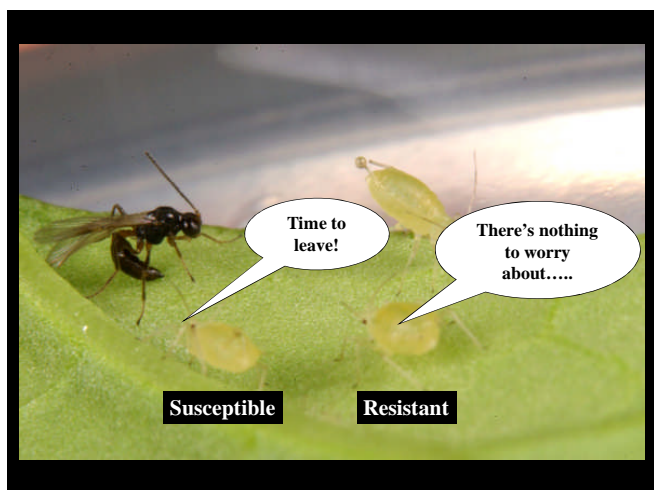 Time to
leave!
There's nothing
to worry
about…..
Susceptible
Resistant